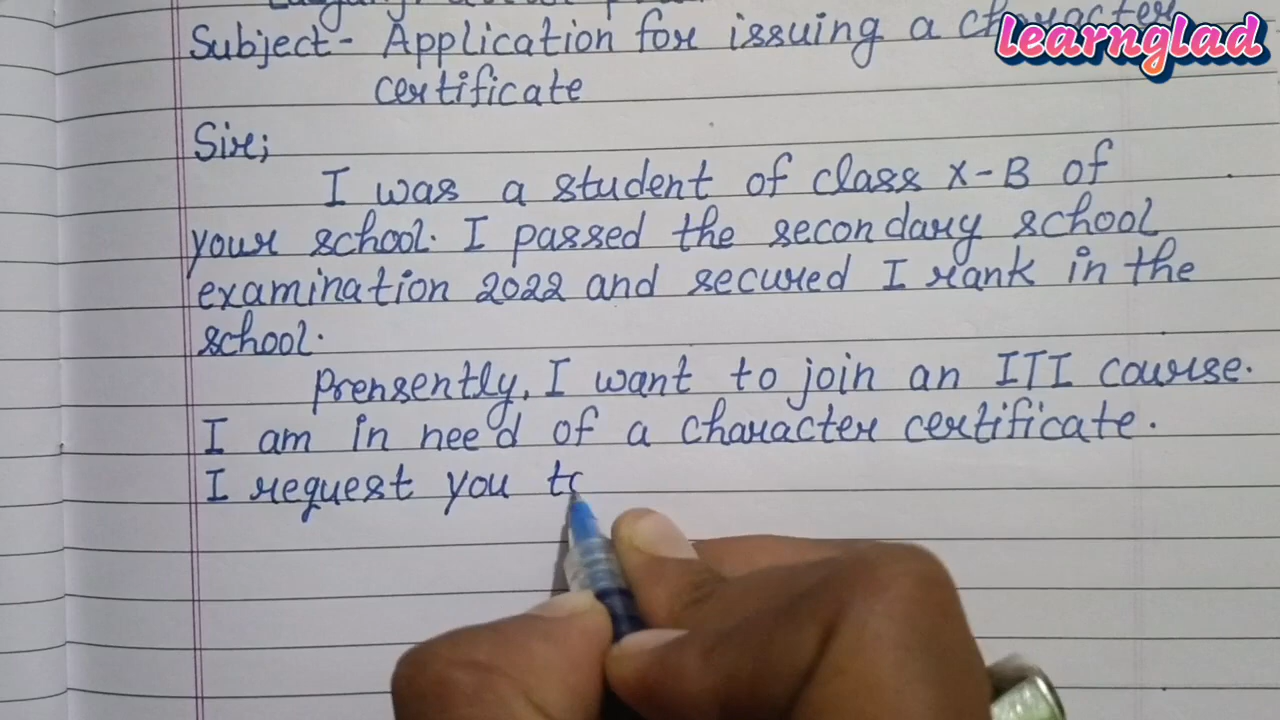 Subject- Application for issuing a character
certificate
learnglad
Sir;
I was a student of class X-B of
your school. I passed the secondary school
examination 2022 and secured I rank in the
school.
Prensently, I want to join an ITI course.
I am in need of a character certificate.
I request you to